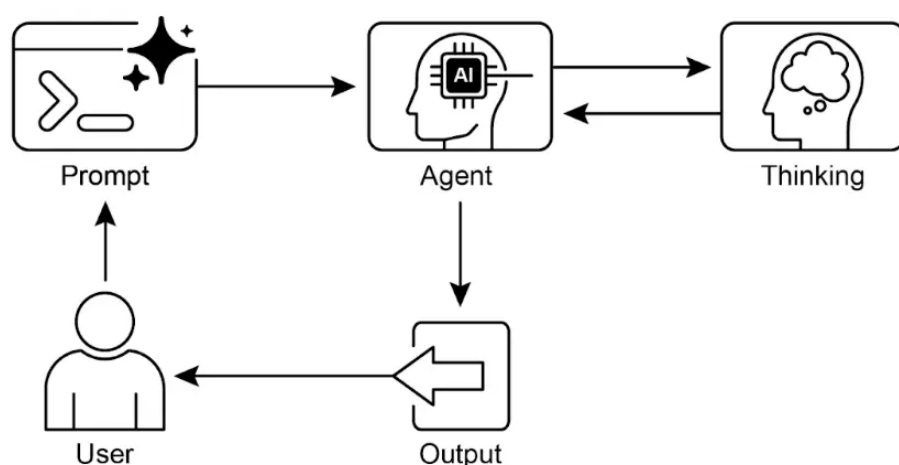 AI
Prompt
Agent
Thinking
User
Output